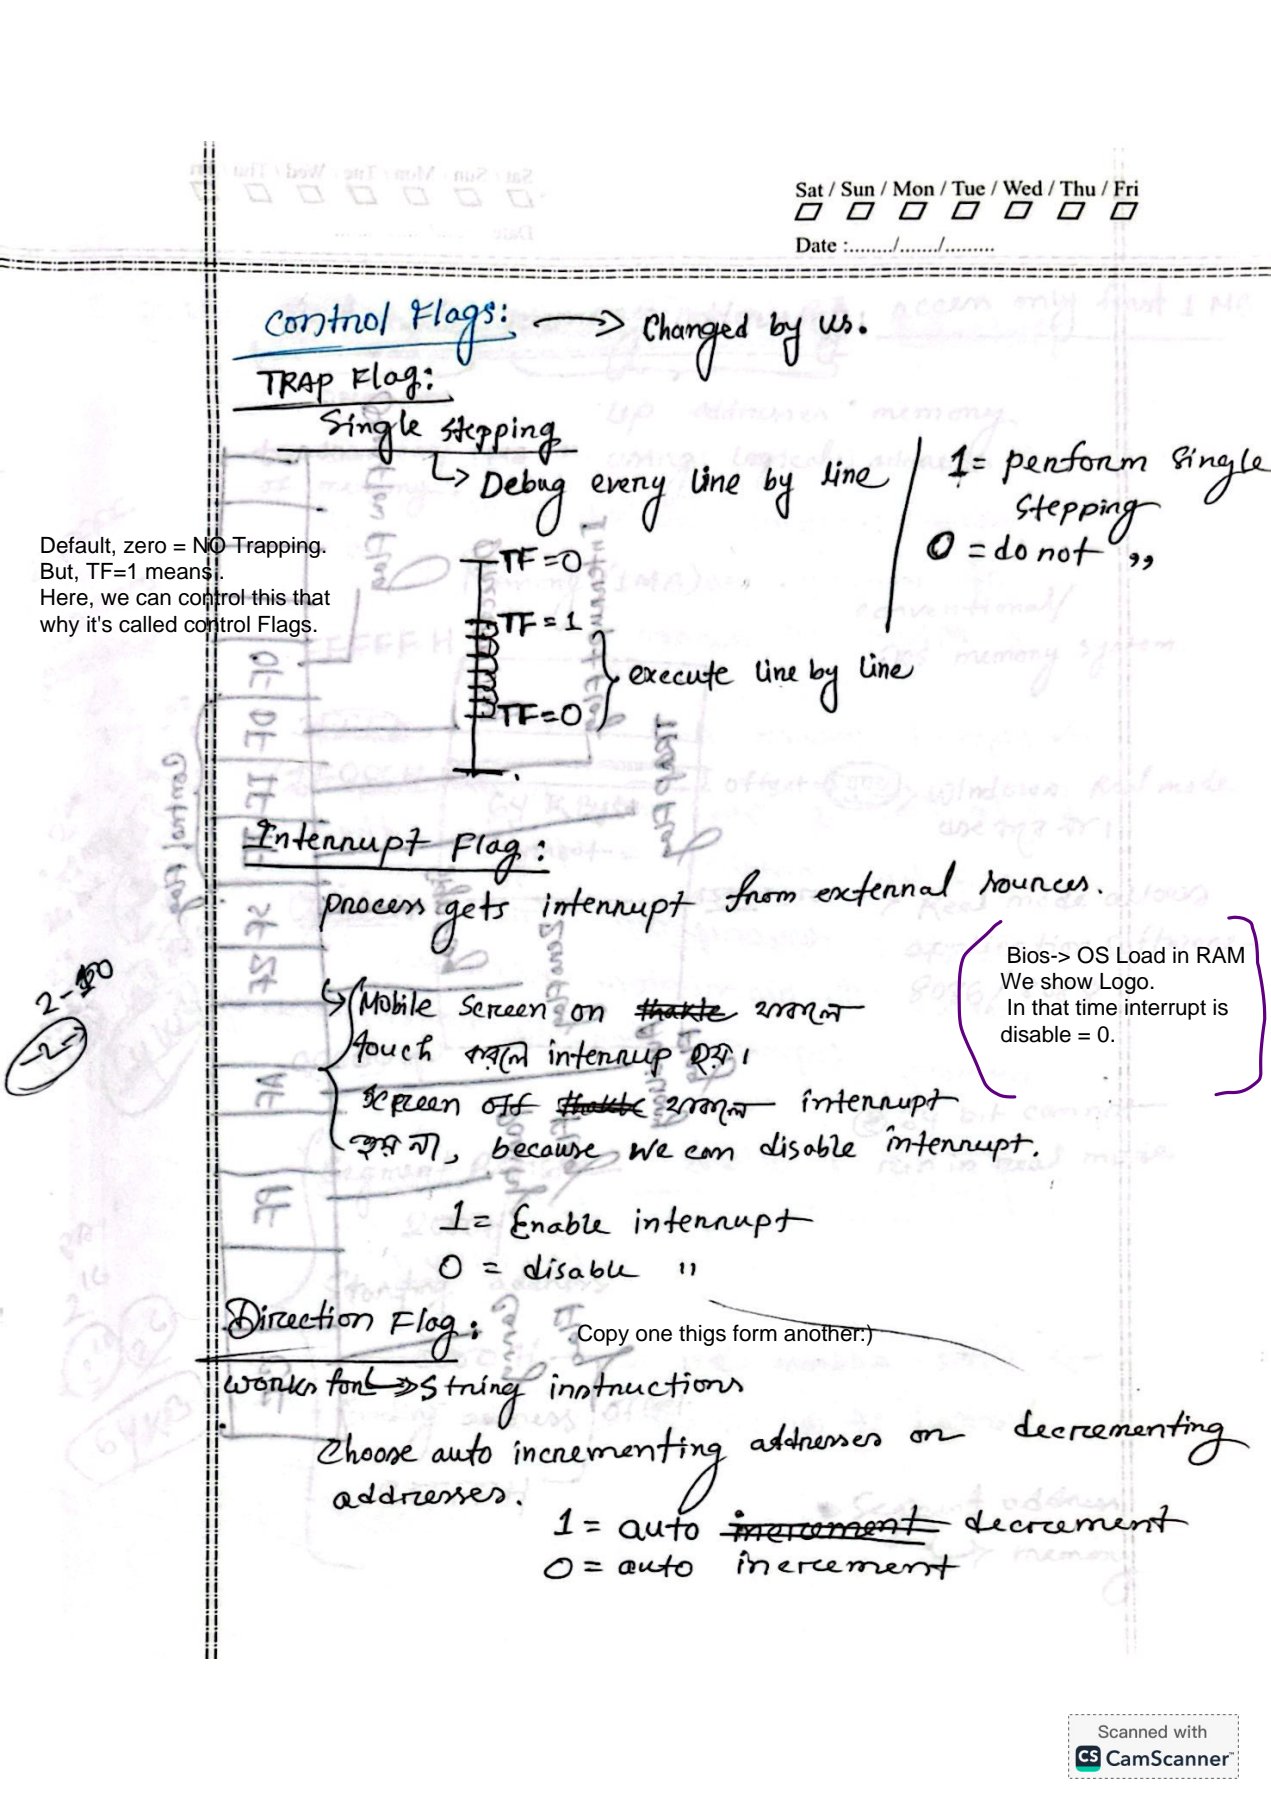 Sat / Sun / Mon / Tue / Wed / Thu / Fri
Date :......../......./.........
Control Flags: → Changed by us.
TRAP Flag:
Single stepping
↳ Debug every line by line
1 = perform single
stepping
0 = do not ,,
Default, zero = NO Trapping.
But, TF=1 means .
Here, we can control this that
why it's called control Flags.
TF=0
TF=1
TF=0
execute line by line
Interrupt Flag:
process gets interrupt from external sources.
Bios-> OS Load in RAM
We show Logo.
In that time interrupt is
disable = 0.
2-10
Mobile screen on thakle থাকলে
touch করলে interrup হয়।
screen off thakle থাকলে interrupt
হয় না, because we can disable interrupt.
1 = Enable interrupt
0 = disable "
Direction Flag:
Copy one thigs form another:)
works for → String instructions
Choose auto incrementing addresses or decrementing
addresses.
1 = auto increment decrement
0 = auto increment
Scanned with
CS CamScanner